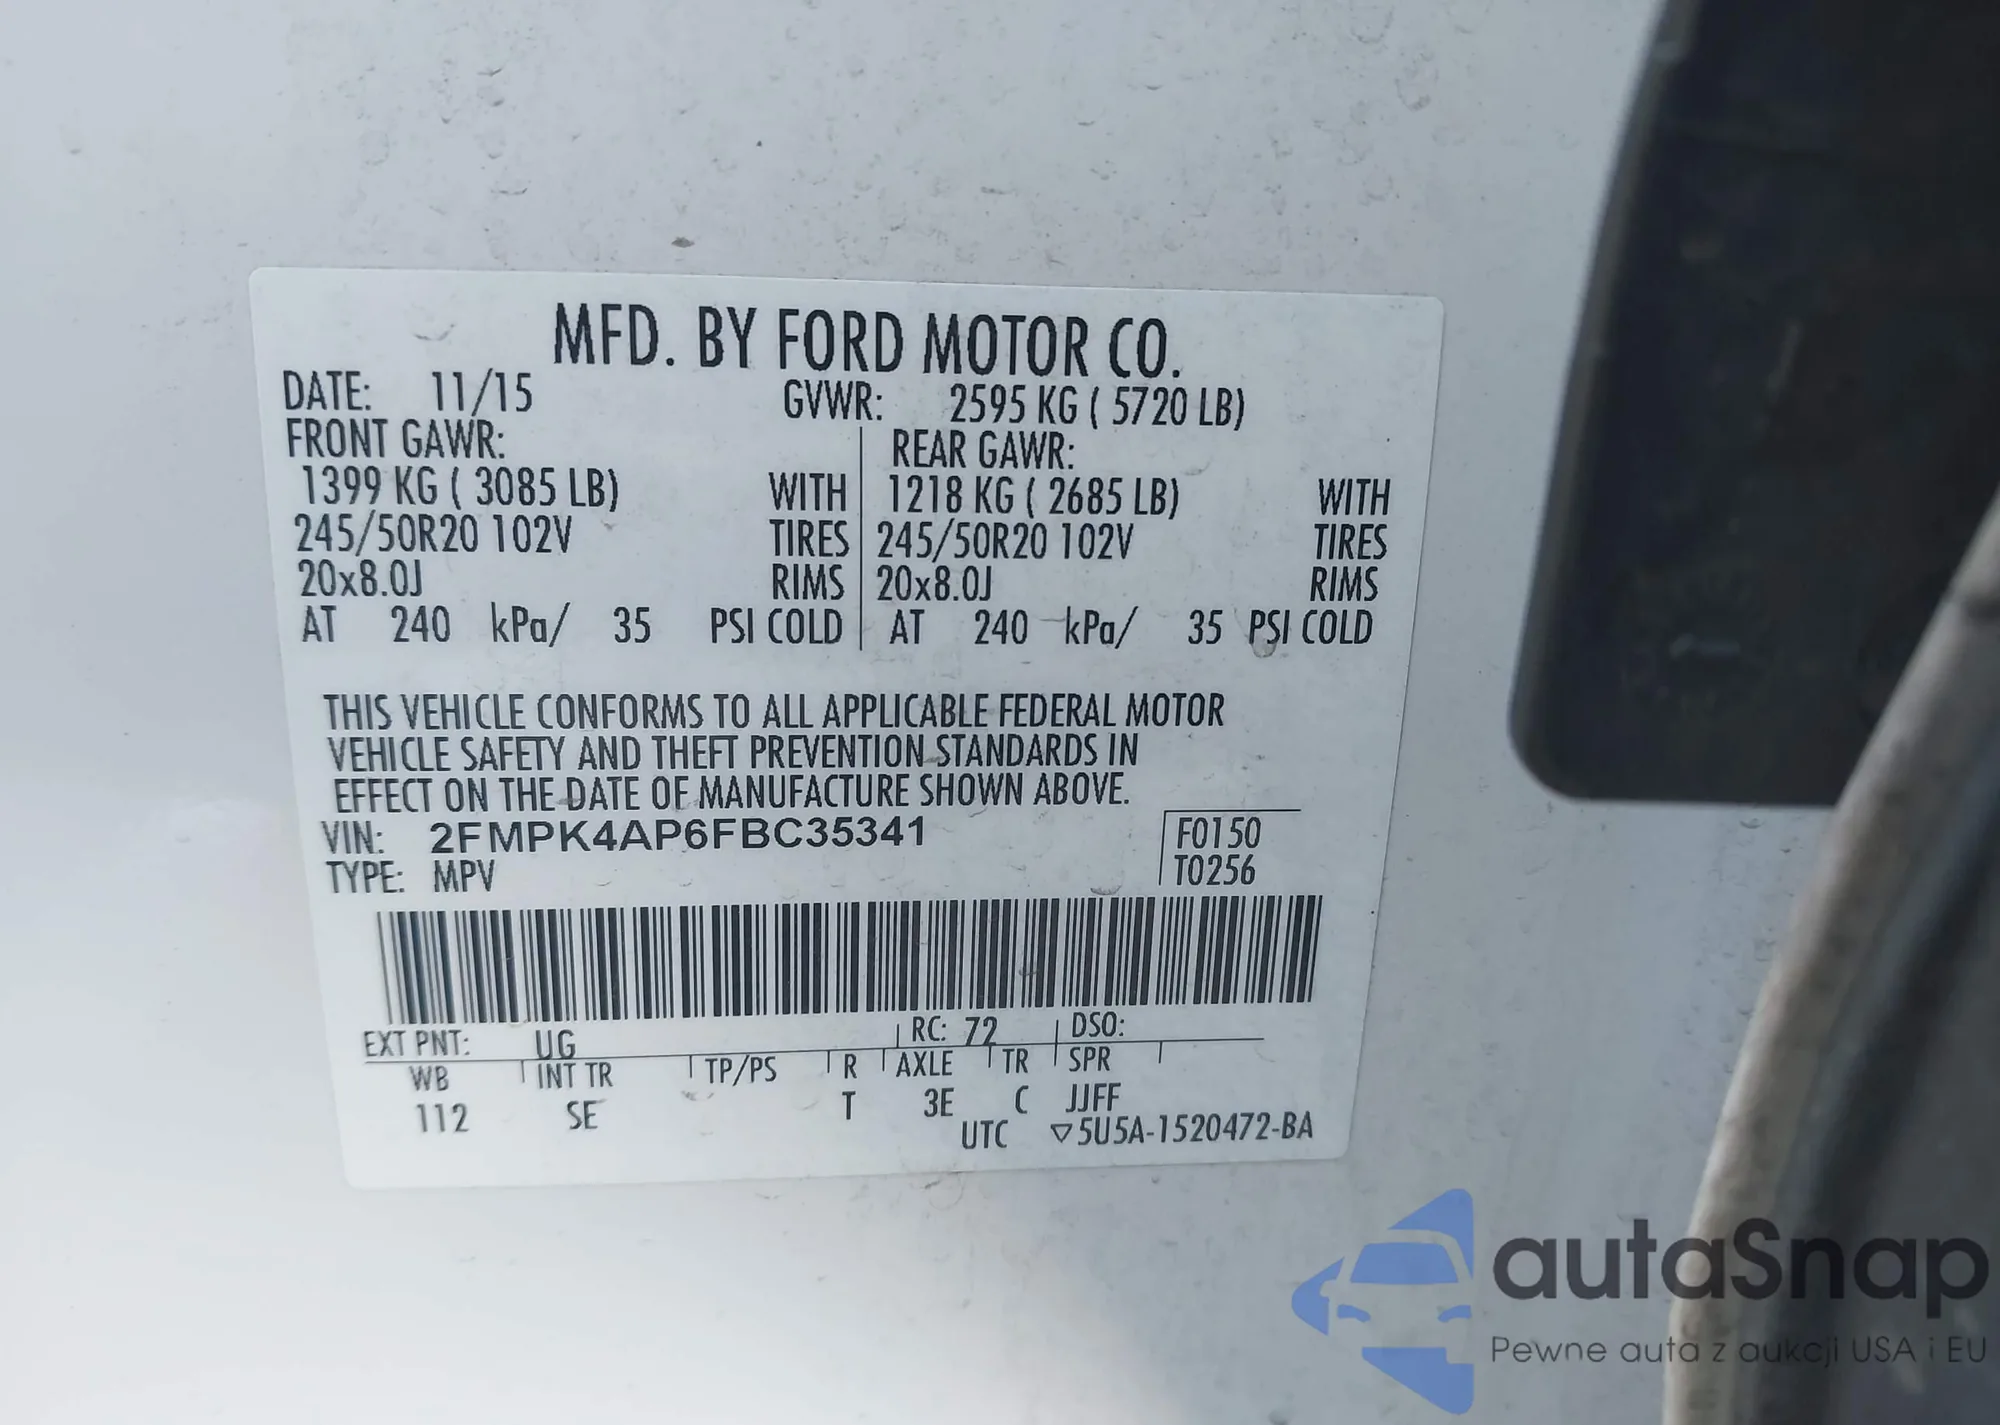 MFD. BY FORD MOTOR CO.
DATE: 11/15 GVWR: 2595 KG ( 5720 LB)
FRONT GAWR: REAR GAWR:
1399 KG ( 3085 LB) WITH 1218 KG ( 2685 LB) WITH
245/50R20 102V TIRES 245/50R20 102V TIRES
20x8.0J RIMS 20x8.0J RIMS
AT 240 kPa/ 35 PSI COLD AT 240 kPa/ 35 PSI COLD
THIS VEHICLE CONFORMS TO ALL APPLICABLE FEDERAL MOTOR
VEHICLE SAFETY AND THEFT PREVENTION STANDARDS IN
EFFECT ON THE DATE OF MANUFACTURE SHOWN ABOVE.
VIN: 2FMPK4AP6FBC35341 F0150
TYPE: MPV T0256
EXT PNT: UG RC: 72 DSO:
WB INT TR TP/PS R AXLE TR SPR
112 SE T 3E C JJFF
UTC ▽5U5A-1520472-BA
autaSnap
Pewne auta z aukcji USA i EU